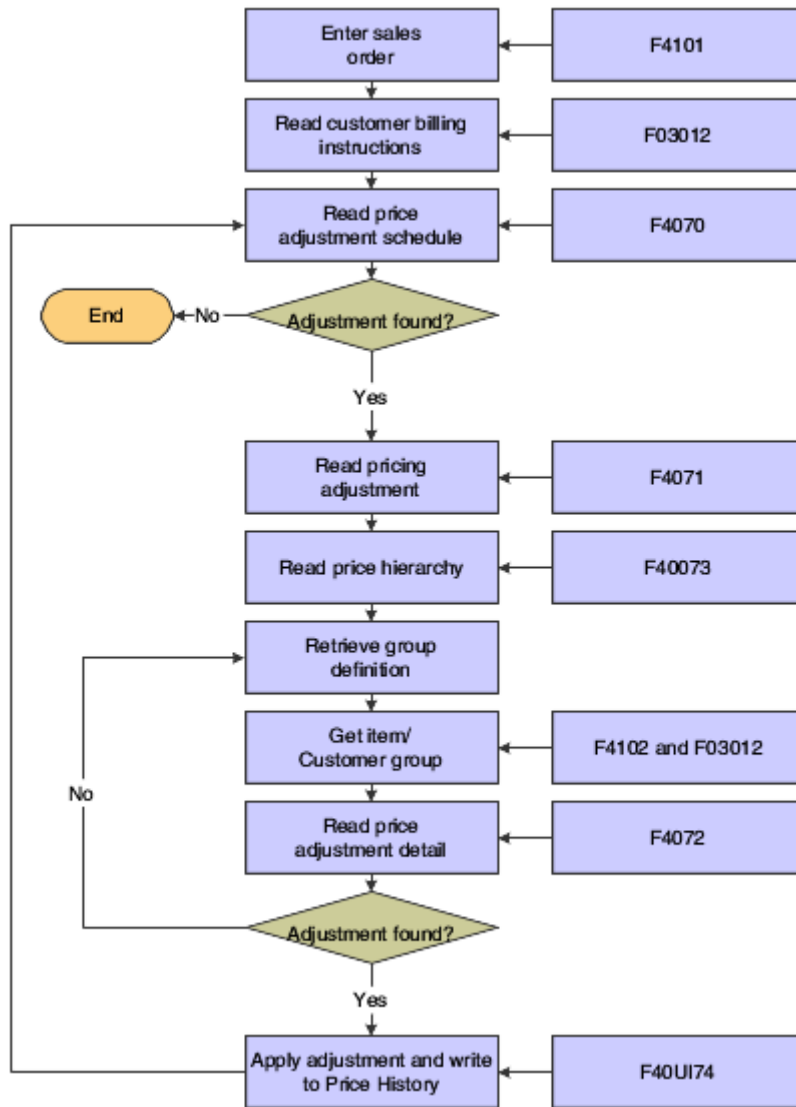 Enter sales
order
F4101
Read customer billing
instructions
F03012
Read price
adjustment schedule
F4070
End
No
Adjustment found?
Yes
Read pricing
adjustment
F4071
Read price hierarchy
F40073
Retrieve group
definition
Get item/
Customer group
F4102 and F03012
No
Read price
adjustment detail
F4072
Adjustment found?
Yes
Apply adjustment and write
to Price History
F40UI74